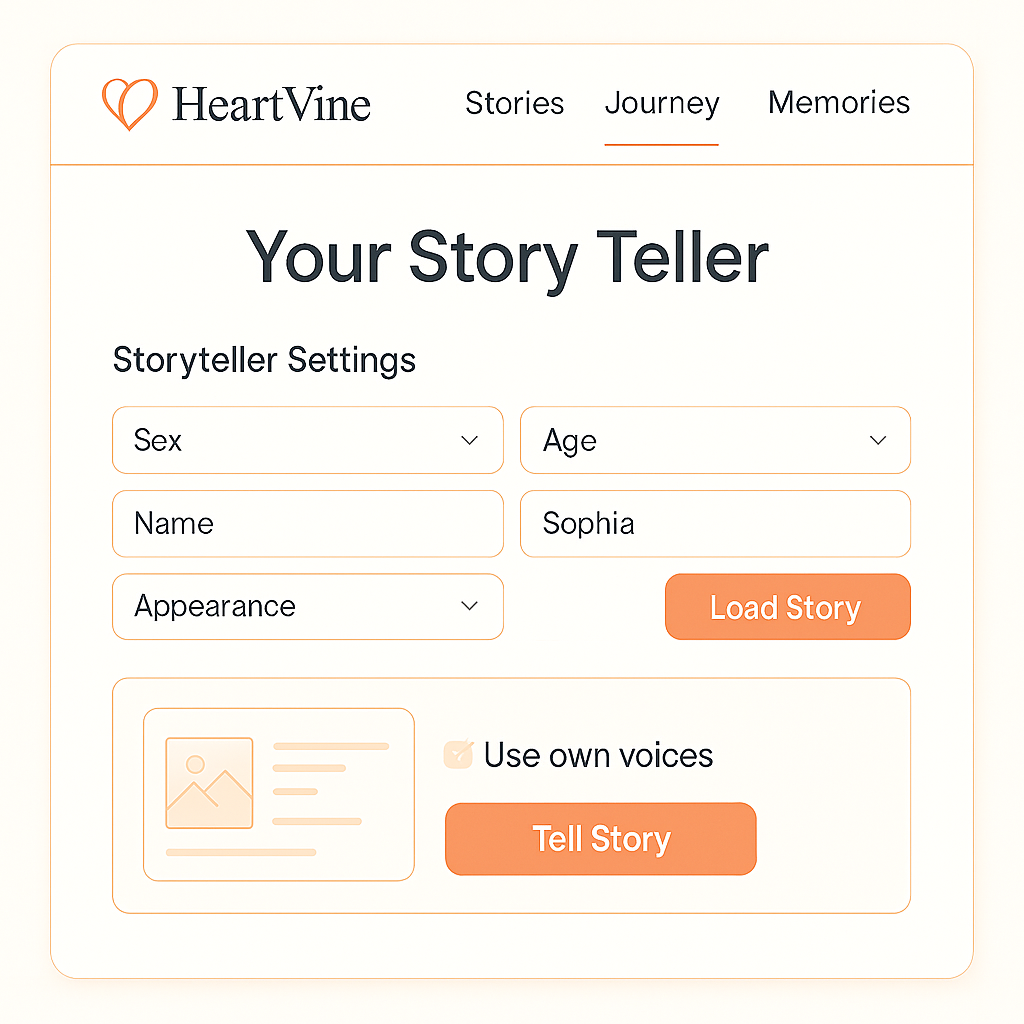 HeartVine
Stories Journey Memories
Your Story Teller
Storyteller Settings
Sex Age
Name Sophia
Appearance Load Story
Use own voices
Tell Story